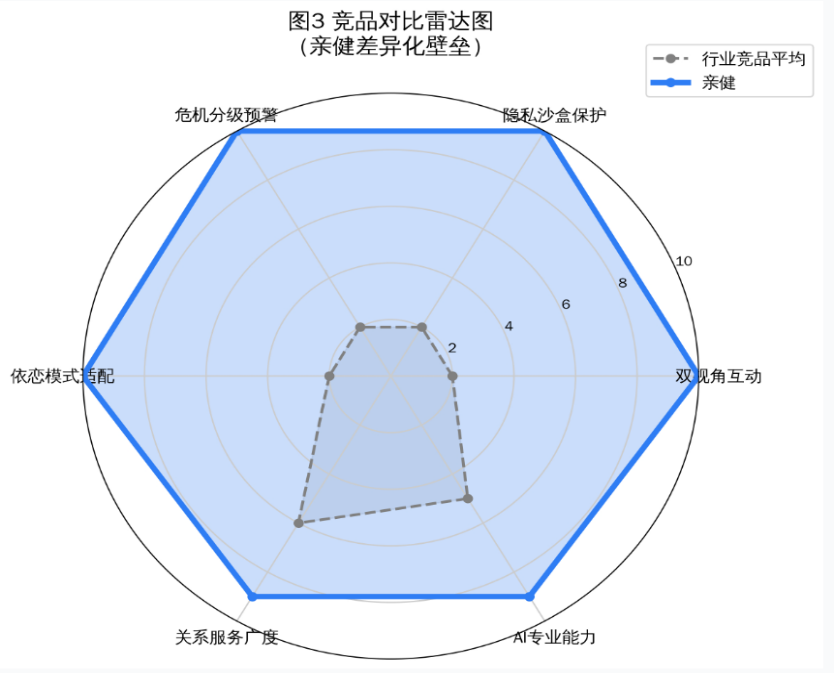 图3 竞品对比雷达图
（亲健差异化壁垒）
行业竞品平均
亲健
危机分级预警
隐私沙盒保护
10
8
6
4
2
依恋模式适配
双视角互动
关系服务广度
AI专业能力